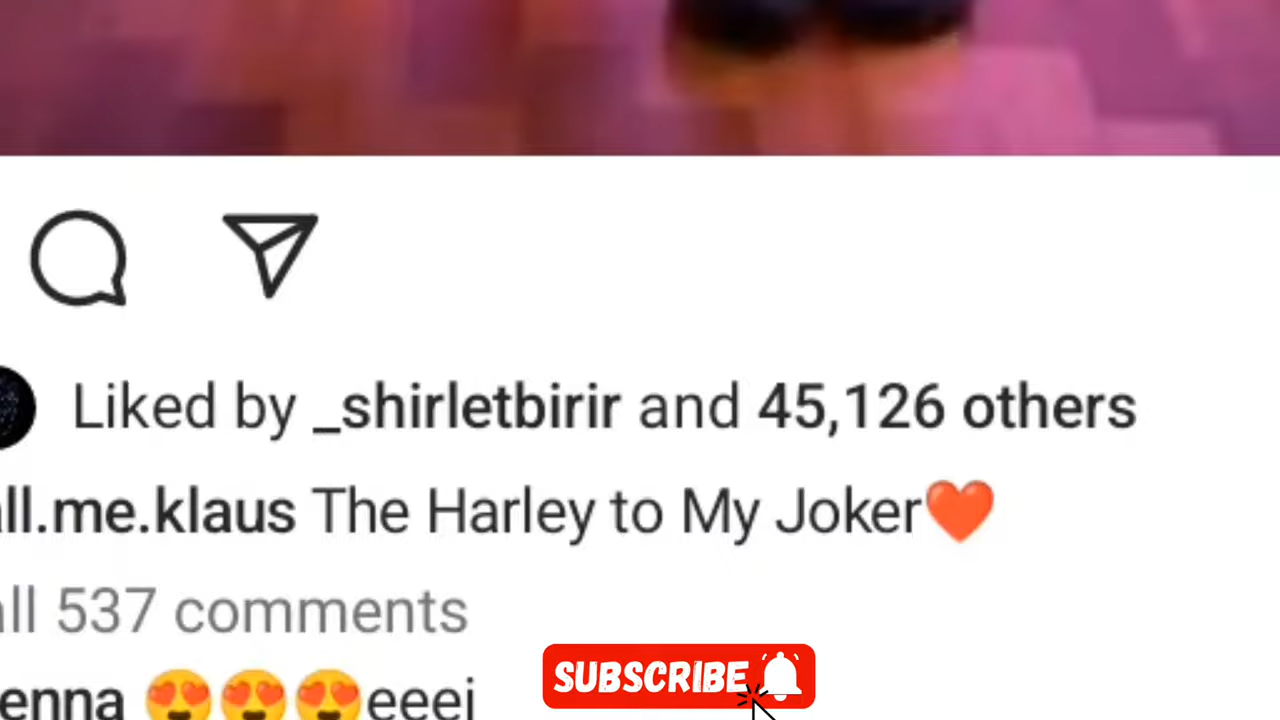 Liked by _shirletbirir and 45,126 others
ll.me.klaus The Harley to My Joker❤️
all 537 comments
enna 😍😍😍eeei
SUBSCRIBE